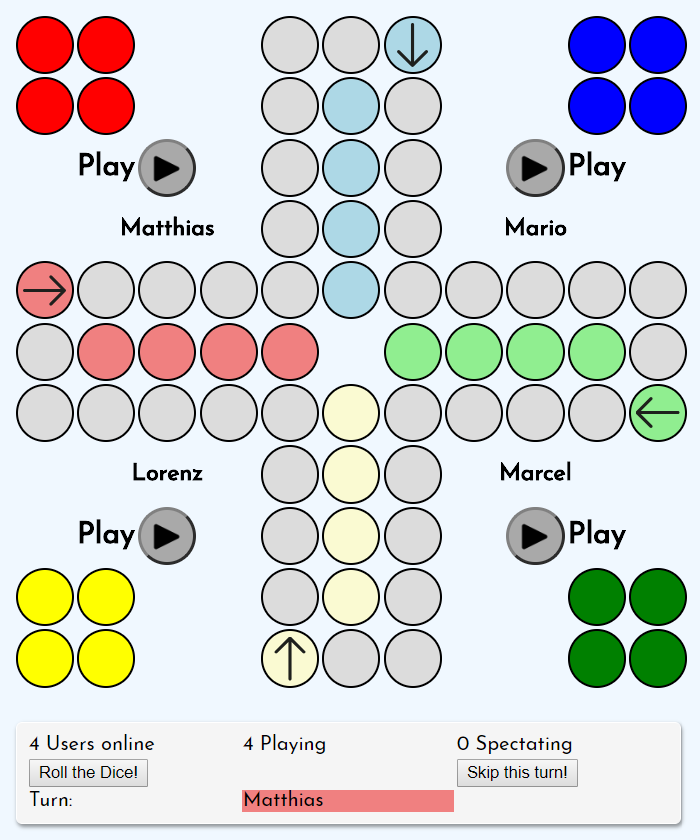 Play Play
Matthias Mario
Lorenz Marcel
Play Play
4 Users online 4 Playing 0 Spectating
Roll the Dice! Skip this turn!
Turn: Matthias